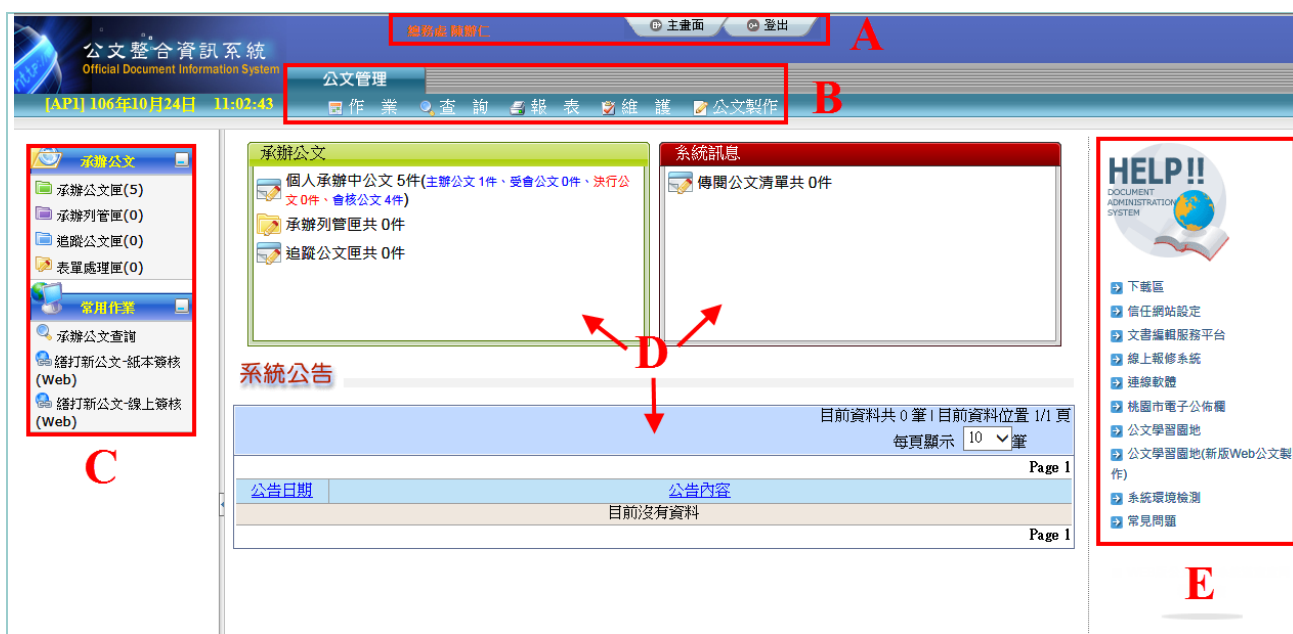 總務處 陳辦仁
主畫面
登出
A
公文整合資訊系統
Official Document Information System
公文管理
[AP1] 106年10月24日 11:02:43
作 業
查 詢
報 表
維 護
公文製作
B
承辦公文
承辦公文匣(5)
承辦列管匣(0)
追蹤公文匣(0)
表單處理匣(0)
常用作業
承辦公文查詢
繕打新公文-紙本簽核
(Web)
繕打新公文-線上簽核
(Web)
C
承辦公文
個人承辦中公文 5件(主辦公文 1件、受會公文 0件、決行公
文 0件、會核公文 4件)
承辦列管匣共 0件
追蹤公文匣共 0件
系統訊息
傳閱公文清單共 0件
D
系統公告
目前資料共 0 筆 | 目前資料位置 1/1 頁
每頁顯示 10 筆
Page 1
公告日期
公告內容
目前沒有資料
Page 1
HELP !!
DOCUMENT
ADMINISTRATION
SYSTEM
下載區
信任網站設定
文書編輯服務平台
線上報修系統
連線軟體
桃園市電子公佈欄
公文學習園地
公文學習園地(新版Web公文製
作)
系統環境檢測
常見問題
E